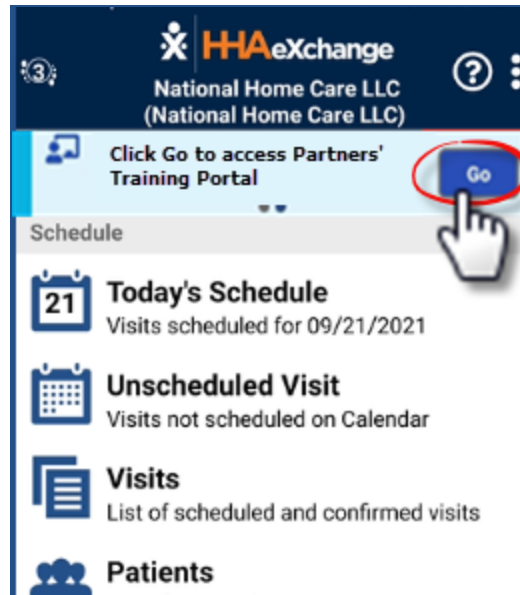 HHAeXchange
3
National Home Care LLC
(National Home Care LLC)
?
Click Go to access Partners'
Training Portal
Go
Schedule
21
Today's Schedule
Visits scheduled for 09/21/2021
Unscheduled Visit
Visits not scheduled on Calendar
Visits
List of scheduled and confirmed visits
Patients